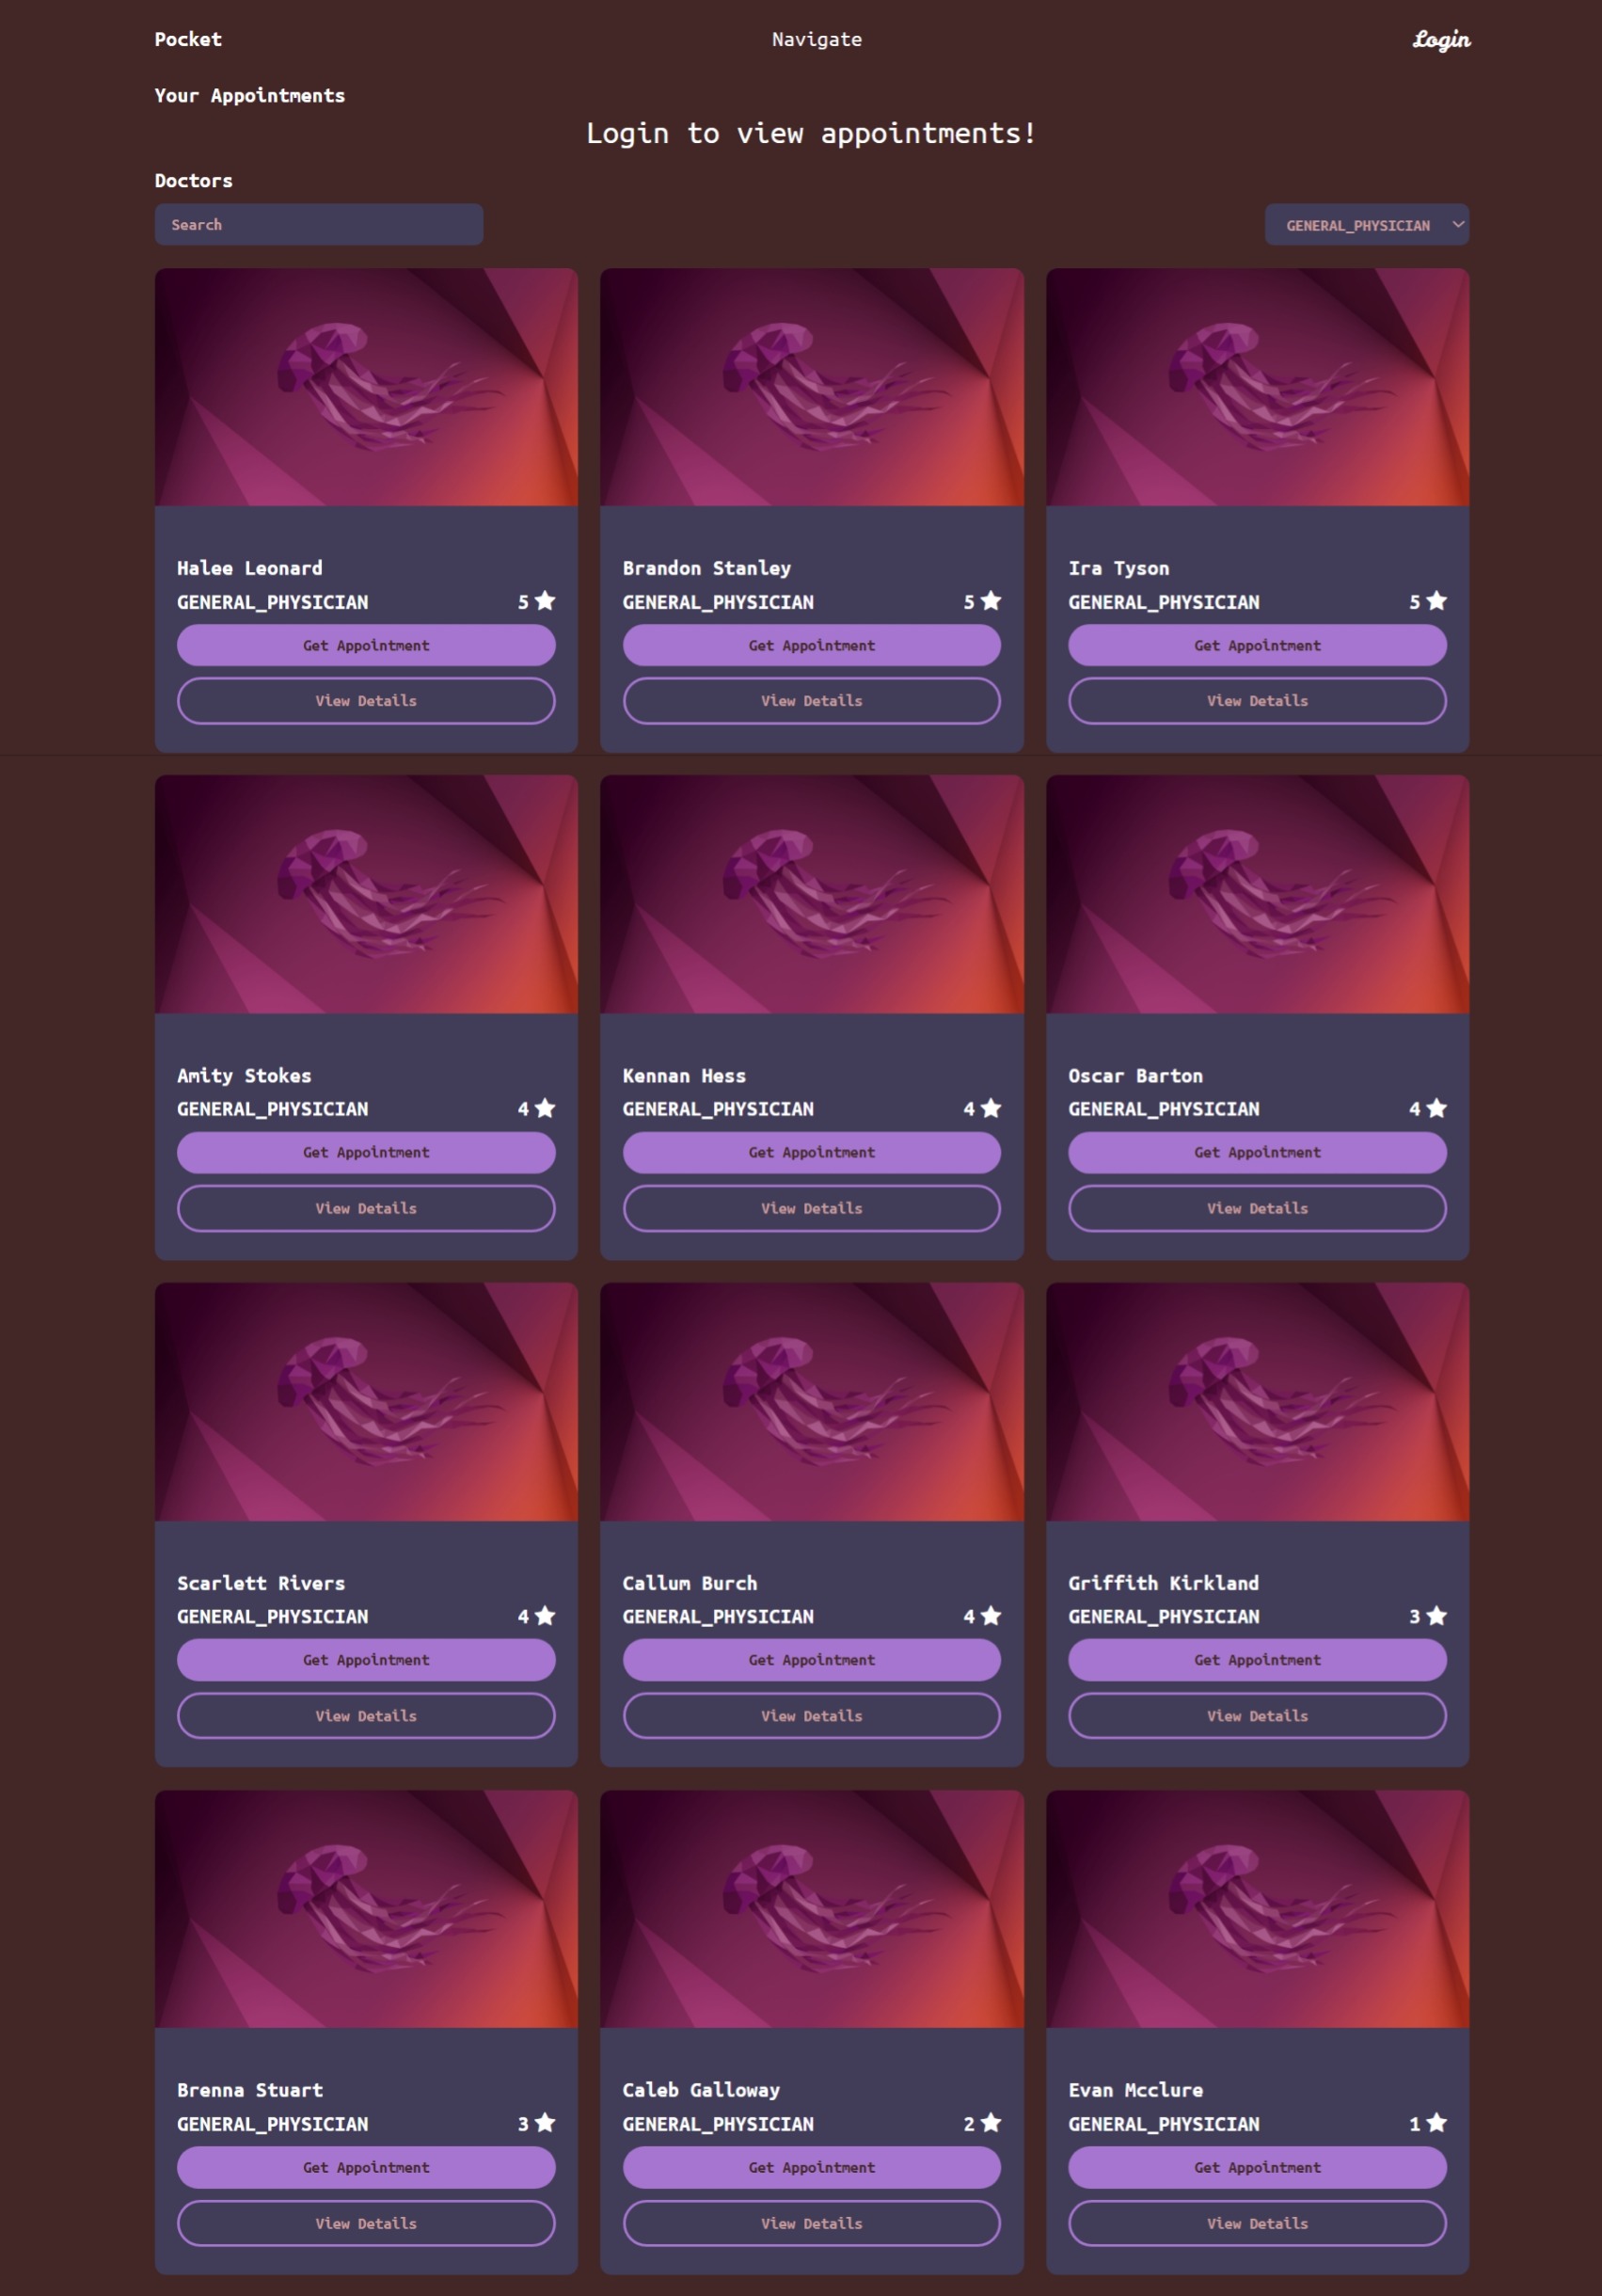 Pocket Navigate Login
Your Appointments
Login to view appointments!
Doctors
Search GENERAL_PHYSICIAN
Halee Leonard Brandon Stanley Ira Tyson
GENERAL_PHYSICIAN 5 GENERAL_PHYSICIAN 5 GENERAL_PHYSICIAN 5
Get Appointment Get Appointment Get Appointment
View Details View Details View Details
Amity Stokes Kennan Hess Oscar Barton
GENERAL_PHYSICIAN 4 GENERAL_PHYSICIAN 4 GENERAL_PHYSICIAN 4
Get Appointment Get Appointment Get Appointment
View Details View Details View Details
Scarlett Rivers Callum Burch Griffith Kirkland
GENERAL_PHYSICIAN 4 GENERAL_PHYSICIAN 4 GENERAL_PHYSICIAN 3
Get Appointment Get Appointment Get Appointment
View Details View Details View Details
Brenna Stuart Caleb Galloway Evan Mcclure
GENERAL_PHYSICIAN 3 GENERAL_PHYSICIAN 2 GENERAL_PHYSICIAN 1
Get Appointment Get Appointment Get Appointment
View Details View Details View Details